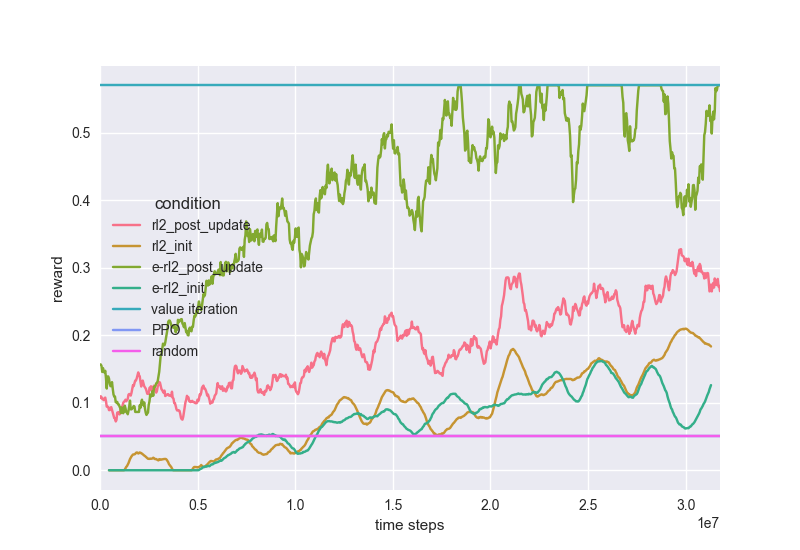 0.5
0.4
0.3
0.2
0.1
0.0
reward
condition
rl2_post_update
rl2_init
e-rl2_post_update
e-rl2_init
value iteration
PPO
random
0.0 0.5 1.0 1.5 2.0 2.5 3.0
1e7
time steps